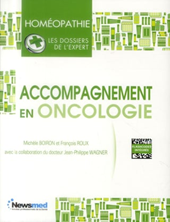 HOMÉOPATHIE
LES DOSSIERS
DE L'EXPERT
ACCOMPAGNEMENT
EN ONCOLOGIE
Michèle BOIRON et François ROUX
avec la collaboration du docteur Jean-Philippe WAGNER
Newsmed